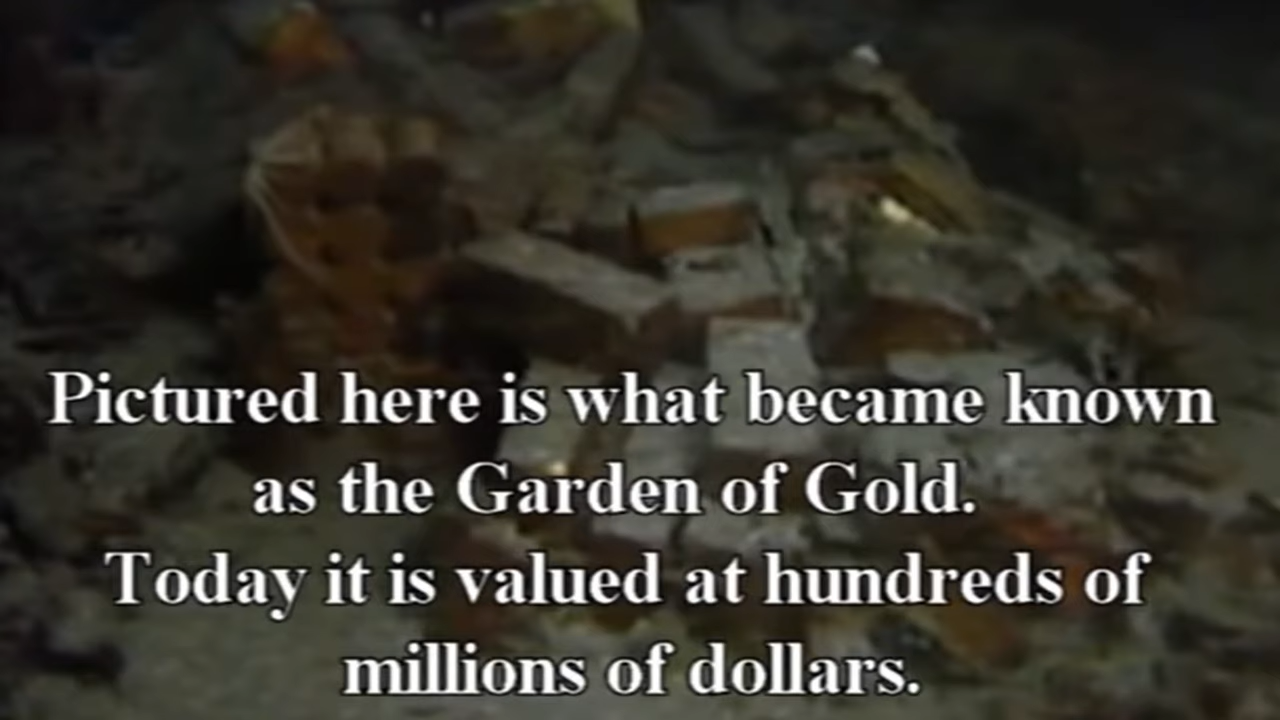 Pictured here is what became known
as the Garden of Gold.
Today it is valued at hundreds of
millions of dollars.